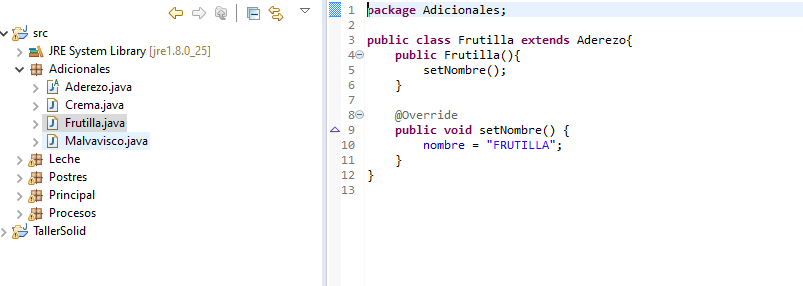 src
JRE System Library [jre1.8.0_25]
Adicionales
Aderezo.java
Crema.java
Frutilla.java
Malvavisco.java
Leche
Postres
Principal
Procesos
TallerSolid
1 package Adicionales;
2
3 public class Frutilla extends Aderezo{
4 public Frutilla(){
5 setNombre();
6 }
7
8 @Override
9 public void setNombre() {
10 nombre = "FRUTILLA";
11 }
12 }
13